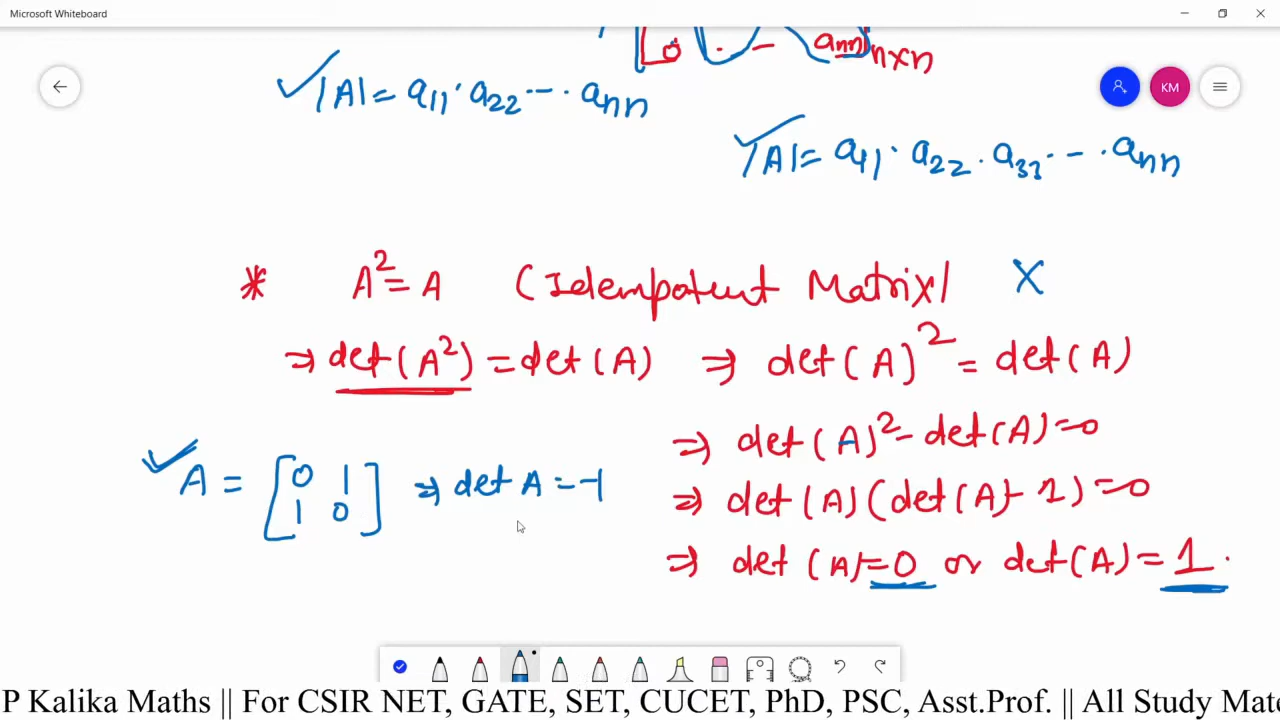 Microsoft Whiteboard
ann n×n
|A| = a11 · a22 --- · ann
KM
|A| = a11 · a22 · a33 · -- · ann
* A² = A (Idempotent Matrix) X
⇒ det(A²) = det(A) ⇒ det(A)² = det(A)
⇒ det(A)² - det(A) = 0
A = [0 1
1 0] ⇒ det A = -1
⇒ det(A) (det(A) - 1) = 0
⇒ det(A) = 0 or det(A) = 1.
P Kalika Maths || For CSIR NET, GATE, SET, CUCET, PhD, PSC, Asst.Prof. || All Study Mate